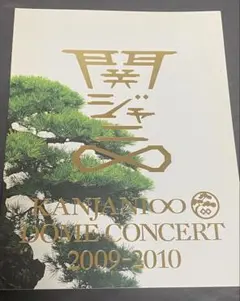 関
ジャニ
∞
KANJANI∞
DOME CONCERT
2009-2010